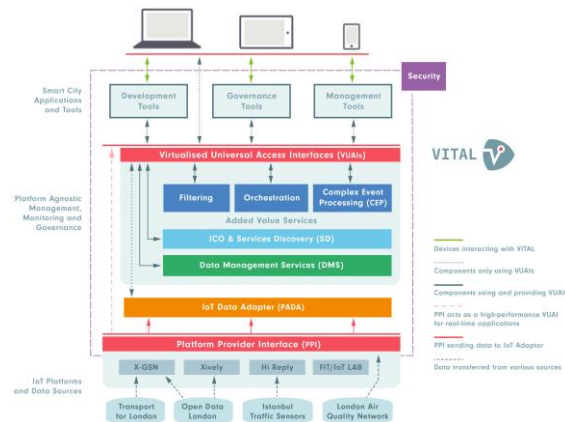 Security
Smart City
Applications
and Tools
Development
Tools
Governance
Tools
Management
Tools
Virtualised Universal Access Interfaces (VUAIs)
VITAL
Platform Agnostic
Management,
Monitoring and
Governance
Filtering
Orchestration
Complex Event
Processing (CEP)
Added Value Services
ICO & Services Discovery (SD)
Data Management Services (DMS)
IoT Data Adapter (PADA)
Platform Provider Interface (PPI)
X-GSN
Xively
Hi Reply
FIT/IoT LAB
IoT Platforms
and Data Sources
Transport
for London
Open Data
London
Istanbul
Traffic Sensors
London Air
Quality Network
Devices interacting with VITAL
Components only using VUAIs
Components using and providing VUAI
PPI acts as a high-performance VUAI
for real-time applications
PPI sending data to IoT Adaptor
Data transferred from various sources